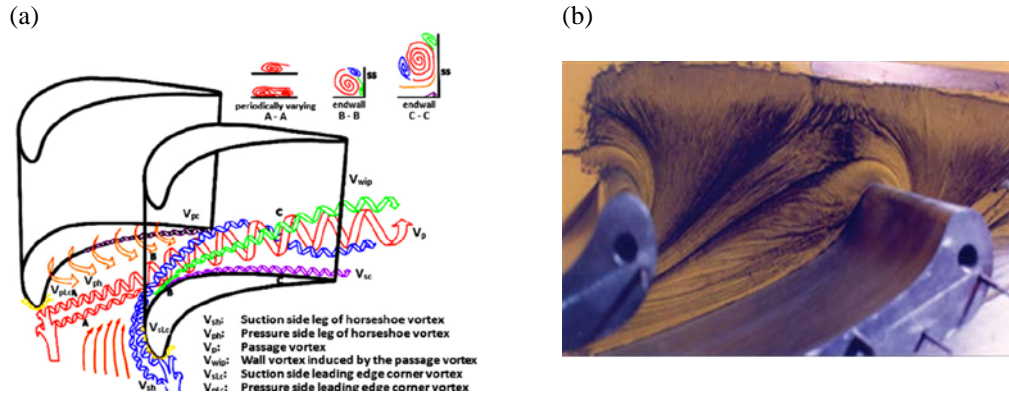 (a)
(b)
periodically varying
A - A
endwall
B - B
endwall
C - C
ss
ss
Vwip
Vpc
C
Vp
B
Vph
VpLc
A
A
B
Vsc
C
VsLc
Vsh
Vsh: Suction side leg of horseshoe vortex
Vph: Pressure side leg of horseshoe vortex
Vp: Passage vortex
Vwip: Wall vortex induced by the passage vortex
VsLc: Suction side leading edge corner vortex
VpLc: Pressure side leading edge corner vortex